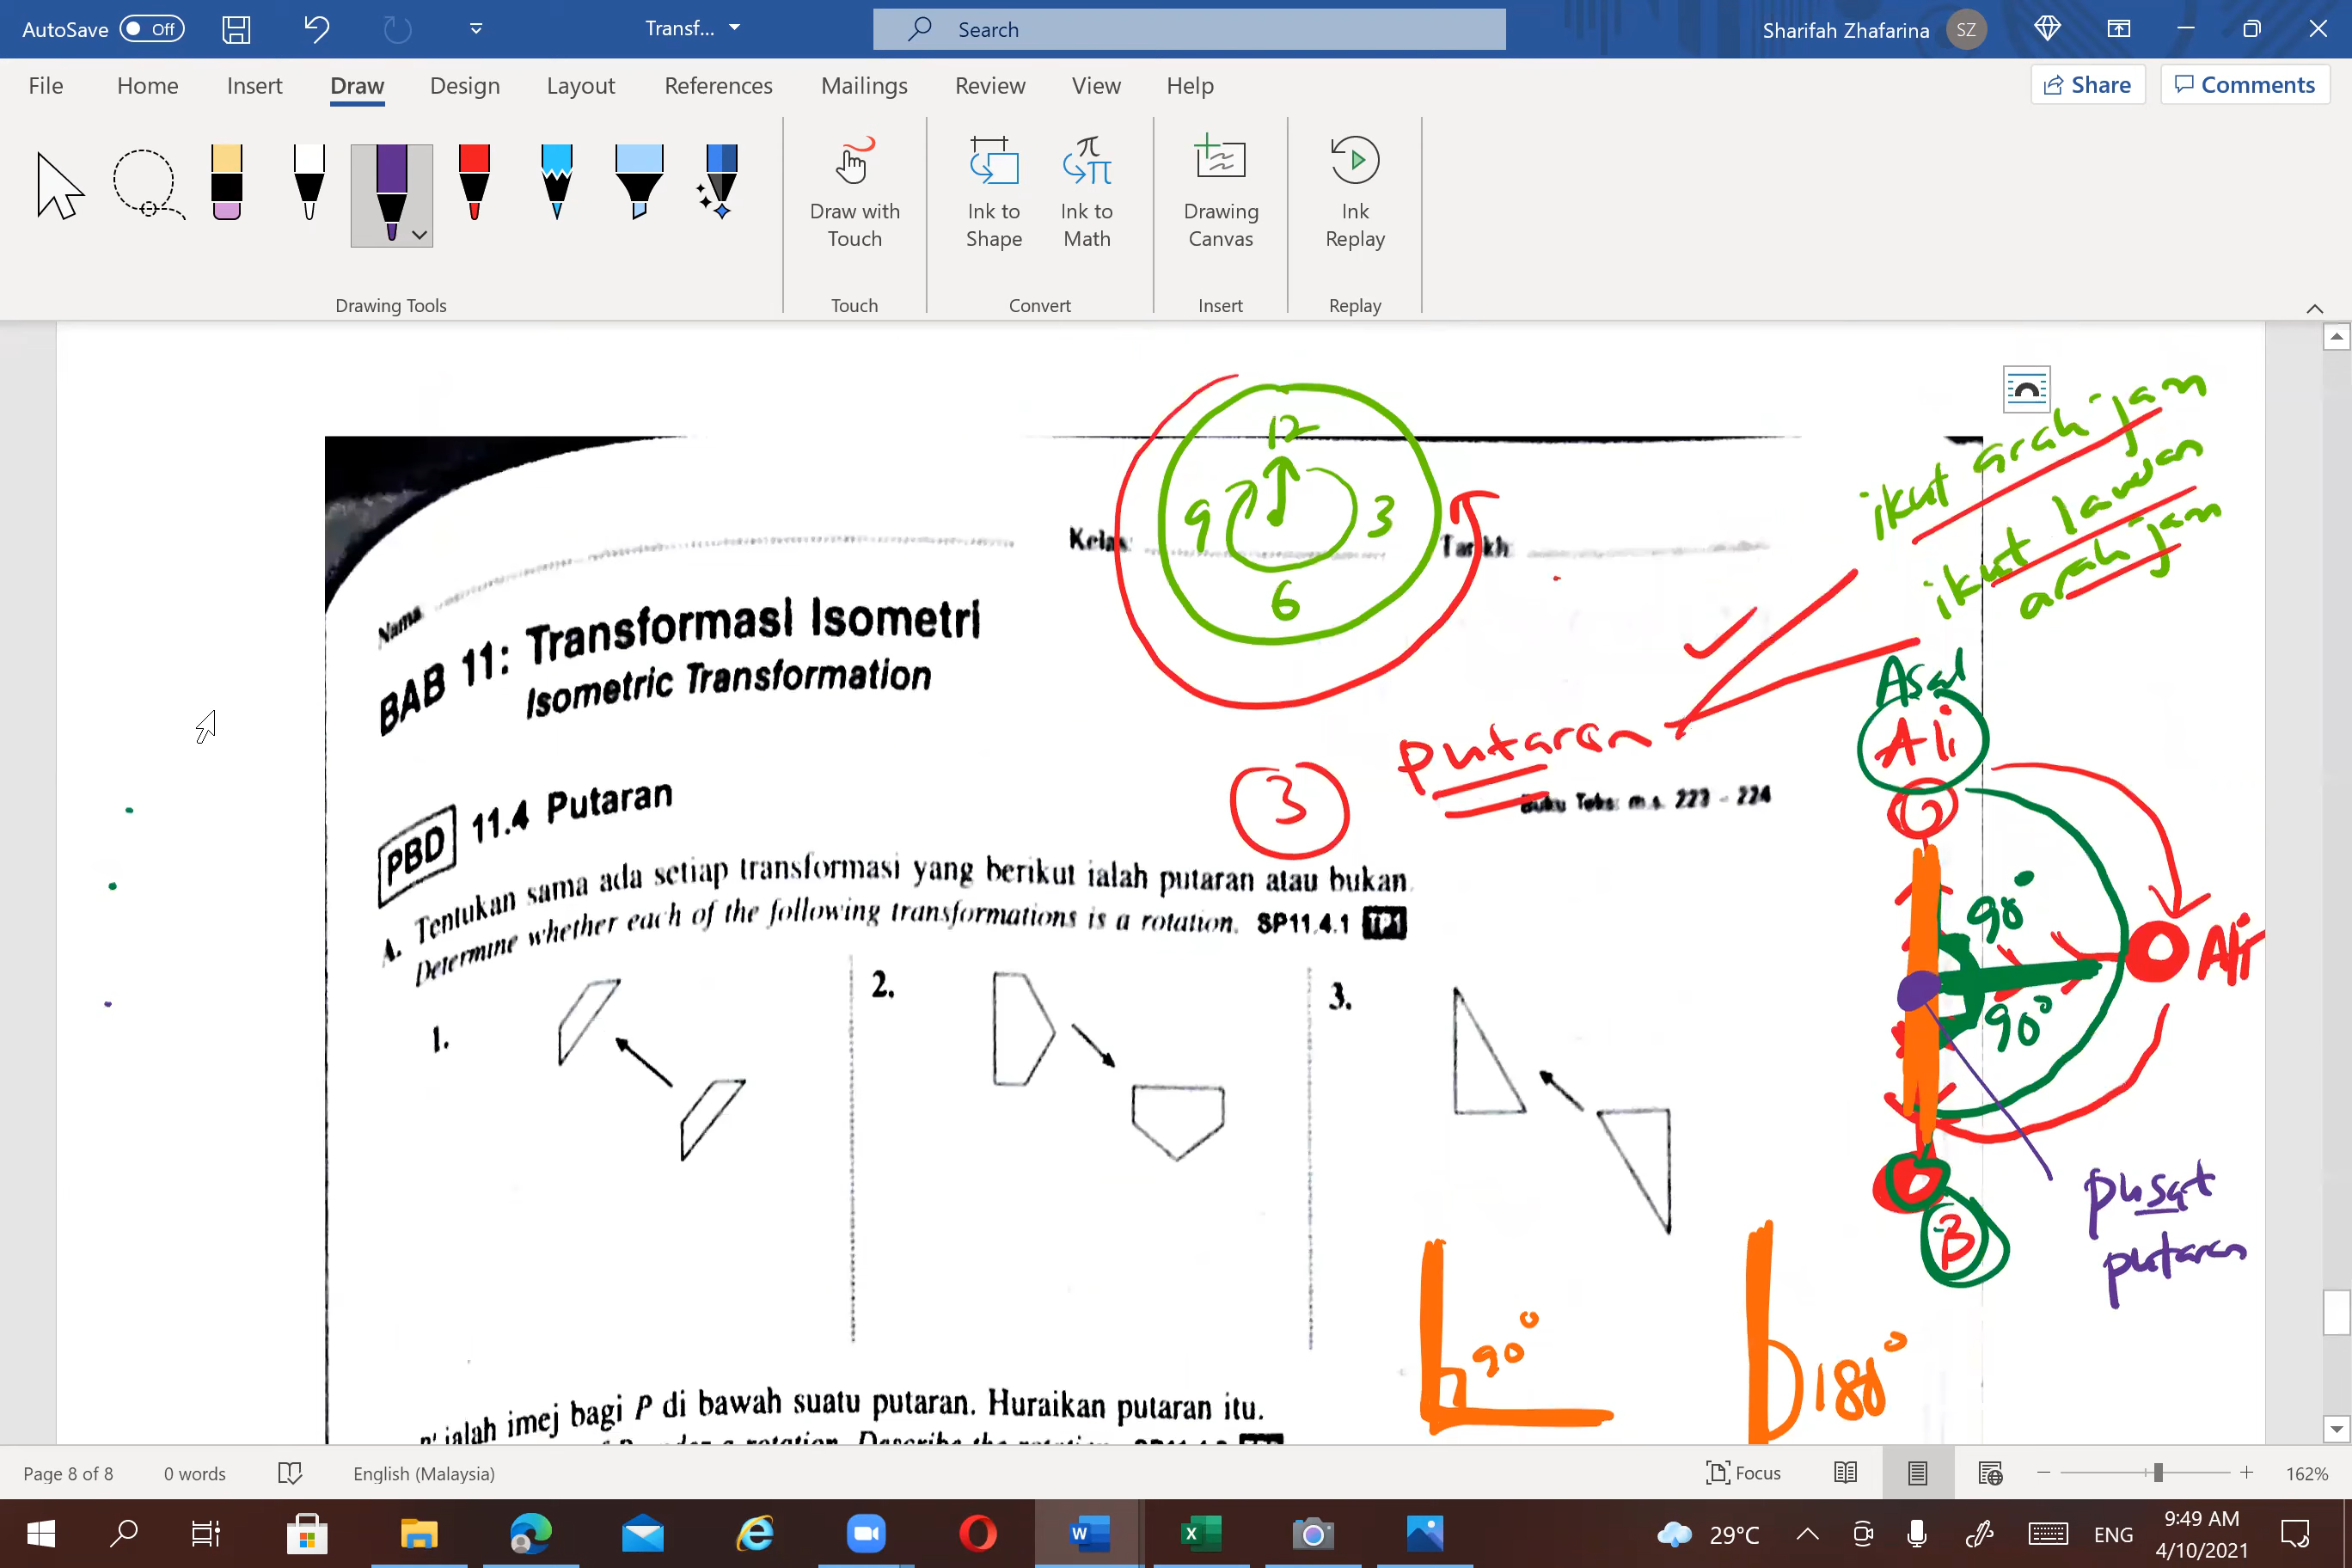 AutoSave Off Transf... Search Sharifah Zhafarina SZ
File Home Insert Draw Design Layout References Mailings Review View Help Share Comments
Draw with Touch
Ink to Shape
Ink to Math
Drawing Canvas
Ink Replay
Drawing Tools Touch Convert Insert Replay
12
9 3
6
ikut arah jam
ikut lawan
arah jam
Nama
Kelas:
Tarikh:
BAB 11: Transformasi Isometri
Isometric Transformation
putaran
3
Asal
Ali
Buku Teks: m.s. 223 - 224
PBD 11.4 Putaran
A. Tentukan sama ada setiap transformasi yang berikut ialah putaran atau bukan.
Determine whether each of the following transformations is a rotation. SP11.4.1 TP1
90°
Ali
90°
1.
2.
3.
pusat
putaran
B
90°
180°
ialah imej bagi P di bawah suatu putaran. Huraikan putaran itu.
a rotation. Describe the rotation.
Page 8 of 8 0 words English (Malaysia) Focus 162%
29°C ENG 9:49 AM
4/10/2021